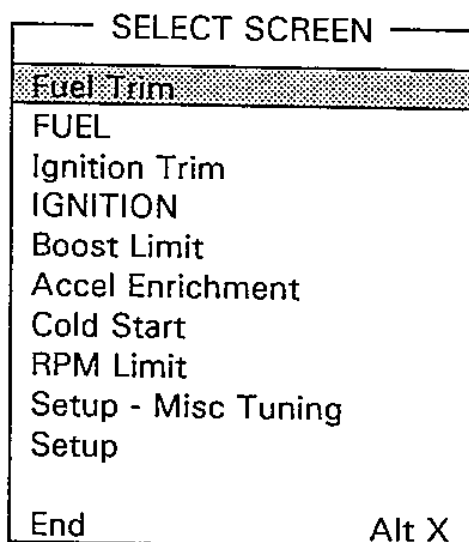 SELECT SCREEN
Fuel Trim
FUEL
Ignition Trim
IGNITION
Boost Limit
Accel Enrichment
Cold Start
RPM Limit
Setup - Misc Tuning
Setup
End Alt X